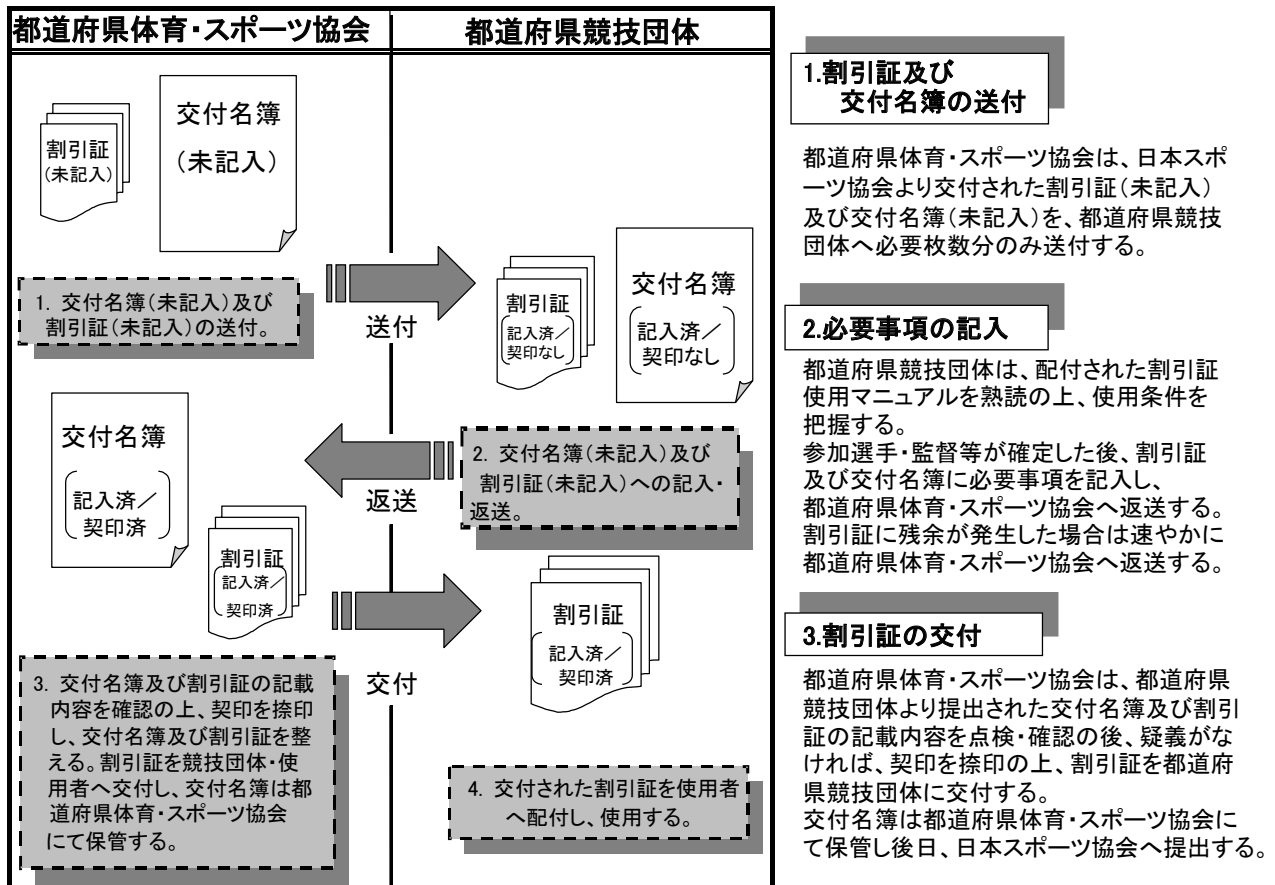 都道府県体育・スポーツ協会
都道府県競技団体
割引証
(未記入)
交付名簿
(未記入)
1. 交付名簿(未記入)及び
割引証(未記入)の送付。
送付
割引証
記入済/
契印なし
交付名簿
記入済/
契印なし
2. 交付名簿(未記入)及び
割引証(未記入)への記入・
返送。
返送
交付名簿
記入済/
契印済
割引証
記入済/
契印済
3. 交付名簿及び割引証の記載
内容を確認の上、契印を捺印
し、交付名簿及び割引証を整
える。割引証を競技団体・使
用者へ交付し、交付名簿は都
道府県体育・スポーツ協会
にて保管する。
交付
割引証
記入済/
契印済
4. 交付された割引証を使用者
へ配付し、使用する。
1.割引証及び
交付名簿の送付
都道府県体育・スポーツ協会は、日本スポ
ーツ協会より交付された割引証(未記入)
及び交付名簿(未記入)を、都道府県競技
団体へ必要枚数分のみ送付する。
2.必要事項の記入
都道府県競技団体は、配付された割引証
使用マニュアルを熟読の上、使用条件を
把握する。
参加選手・監督等が確定した後、割引証
及び交付名簿に必要事項を記入し、
都道府県体育・スポーツ協会へ返送する。
割引証に残余が発生した場合は速やかに
都道府県体育・スポーツ協会へ返送する。
3.割引証の交付
都道府県体育・スポーツ協会は、都道府県
競技団体より提出された交付名簿及び割引
証の記載内容を点検・確認の後、疑義がな
ければ、契印を捺印の上、割引証を都道府
県競技団体に交付する。
交付名簿は都道府県体育・スポーツ協会に
て保管し後日、日本スポーツ協会へ提出する。